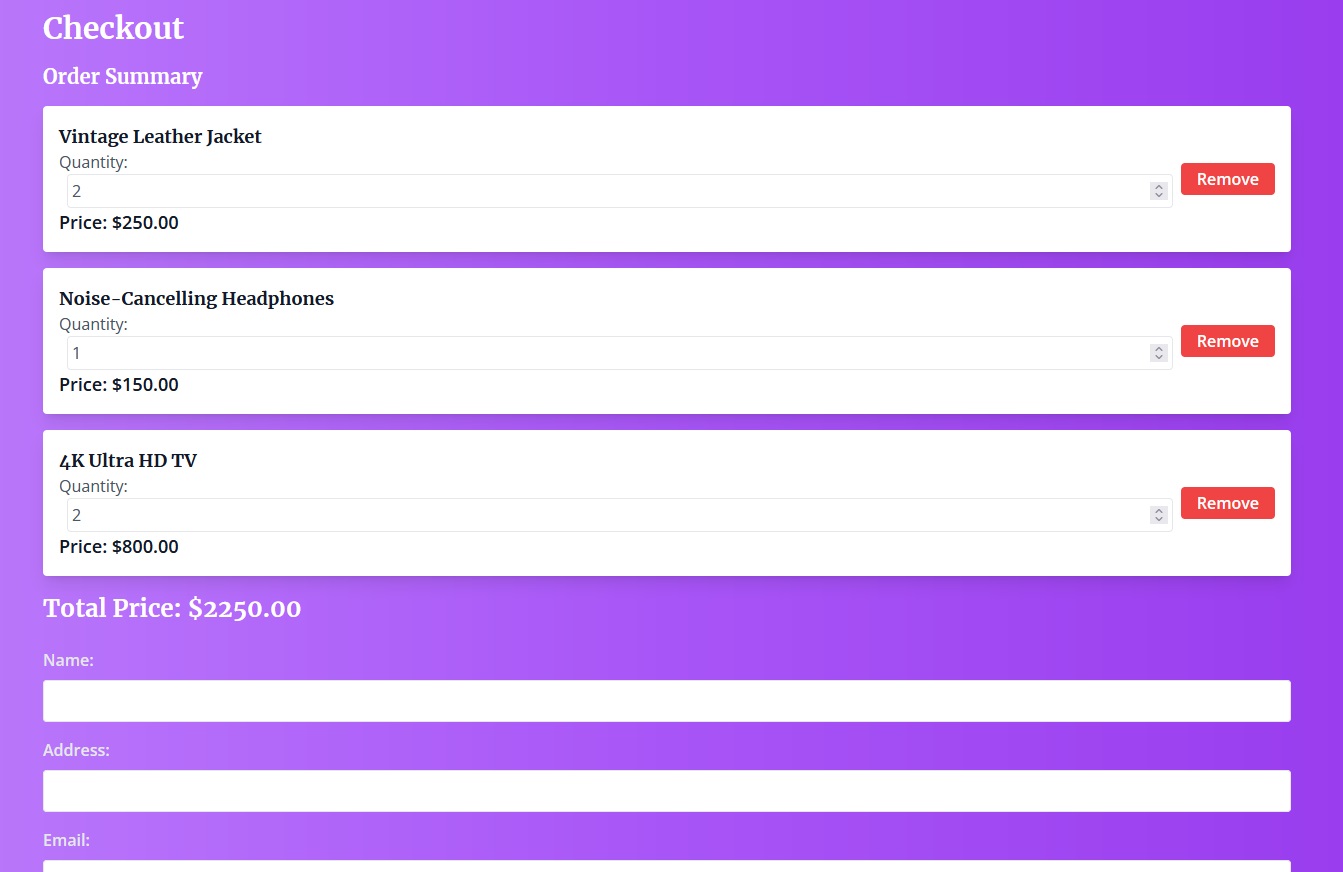 Checkout
Order Summary
Vintage Leather Jacket
Quantity:
2
Remove
Price: $250.00
Noise-Cancelling Headphones
Quantity:
1
Remove
Price: $150.00
4K Ultra HD TV
Quantity:
2
Remove
Price: $800.00
Total Price: $2250.00
Name:
Address:
Email: